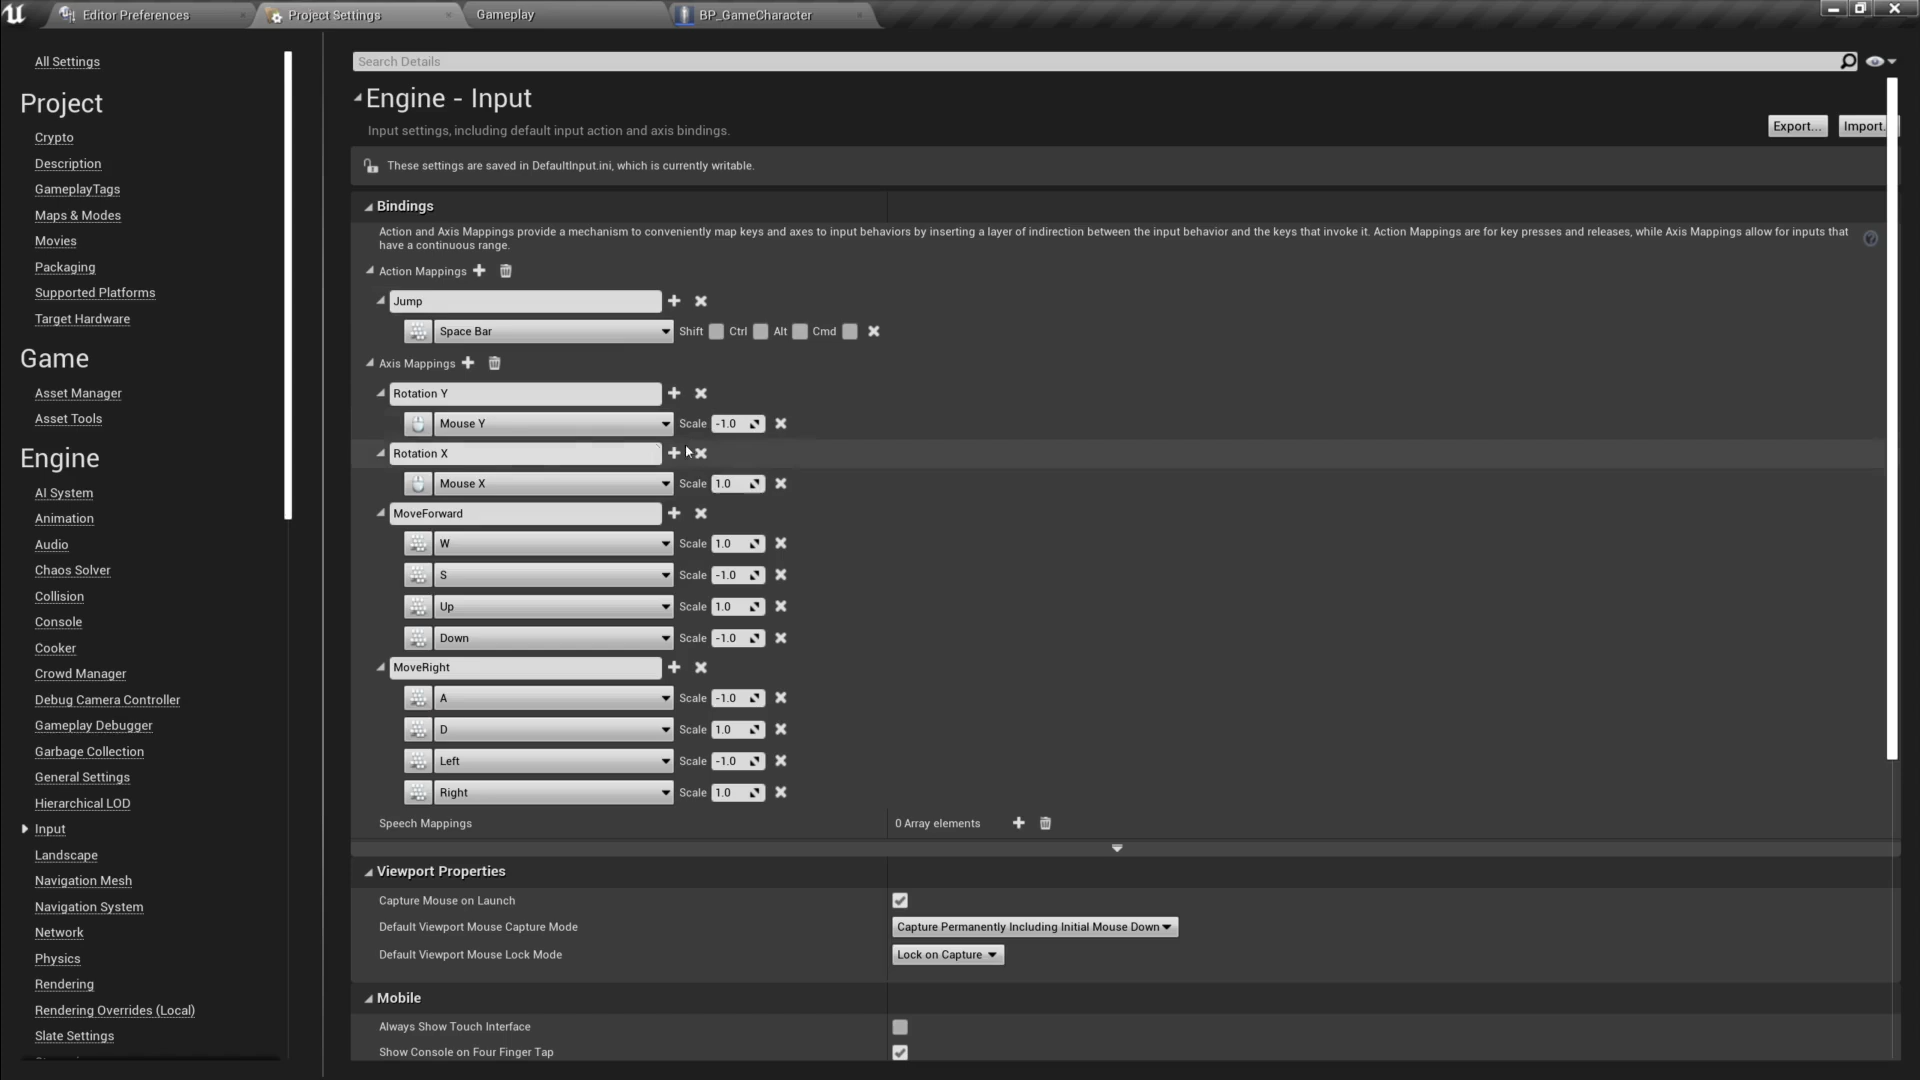 Editor Preferences
Project Settings
Gameplay
BP_GameCharacter
All Settings
Project
Crypto
Description
GameplayTags
Maps & Modes
Movies
Packaging
Supported Platforms
Target Hardware
Game
Asset Manager
Asset Tools
Engine
AI System
Animation
Audio
Chaos Solver
Collision
Console
Cooker
Crowd Manager
Debug Camera Controller
Gameplay Debugger
Garbage Collection
General Settings
Hierarchical LOD
Input
Landscape
Navigation Mesh
Navigation System
Network
Physics
Rendering
Rendering Overrides (Local)
Slate Settings
Search Details
Engine - Input
Input settings, including default input action and axis bindings.
Export...
Import.
These settings are saved in DefaultInput.ini, which is currently writable.
Bindings
Action and Axis Mappings provide a mechanism to conveniently map keys and axes to input behaviors by inserting a layer of indirection between the input behavior and the keys that invoke it. Action Mappings are for key presses and releases, while Axis Mappings allow for inputs that
have a continuous range.
Action Mappings
Jump
Space Bar Shift Ctrl Alt Cmd
Axis Mappings
Rotation Y
Mouse Y Scale -1.0
Rotation X
Mouse X Scale 1.0
MoveForward
W Scale 1.0
S Scale -1.0
Up Scale 1.0
Down Scale -1.0
MoveRight
A Scale -1.0
D Scale 1.0
Left Scale -1.0
Right Scale 1.0
Speech Mappings 0 Array elements
Viewport Properties
Capture Mouse on Launch
Default Viewport Mouse Capture Mode Capture Permanently Including Initial Mouse Down
Default Viewport Mouse Lock Mode Lock on Capture
Mobile
Always Show Touch Interface
Show Console on Four Finger Tap